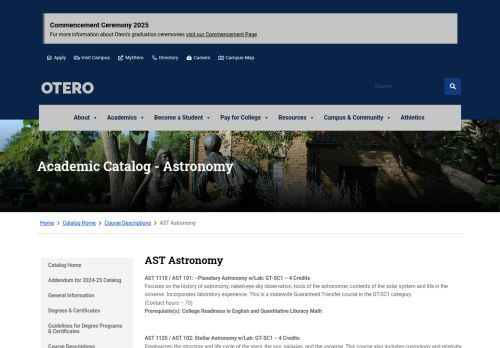 Commencement Ceremony 2025
For more information about Otero's graduation ceremonies visit our Commencement Page
Apply Visit Campus MyOtero Directory Careers Campus Map
OTERO
Search
About Academics Become a Student Pay for College Resources Campus & Community Athletics
Academic Catalog - Astronomy
Home Catalog Home Course Descriptions AST Astronomy
Catalog Home
Addendum for 2024-25 Catalog
General Information
Degrees & Certificates
Guidelines for Degree Programs
& Certificates
Course Descriptions
AST Astronomy
AST 1110 / AST 101: ~Planetary Astronomy w/Lab: GT-SC1 – 4 Credits
Focuses on the history of astronomy, naked-eye sky observation, tools of the astronomer, contents of the solar system and life in the
universe. Incorporates laboratory experience. This is a statewide Guaranteed Transfer course in the GT-SC1 category.
(Contact hours – 75)
Prerequisite(s): College Readiness in English and Quantitative Literacy Math
AST 1120 / AST 102: Stellar Astronomy w/Lab: GT-SC1 – 4 Credits
Emphasizes the structure and life cycle of the stars, the sun, galaxies, and the universe. This course also includes cosmology and relativity.